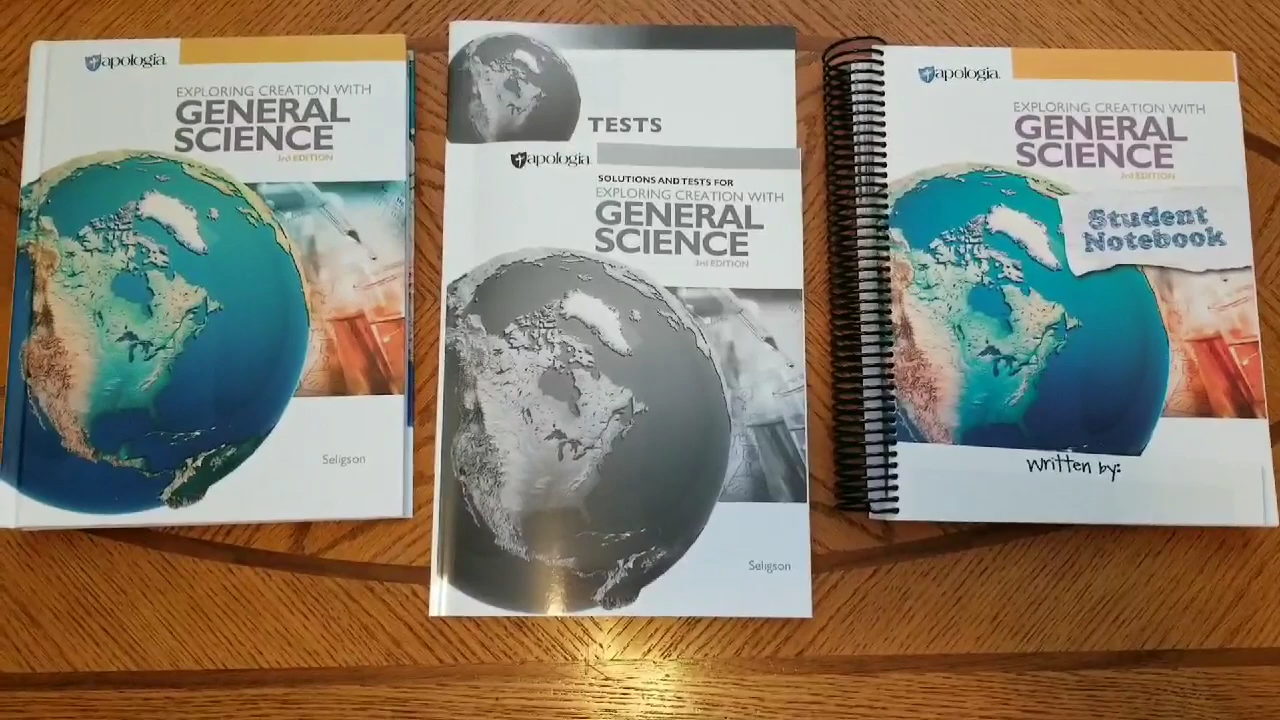 apologia
EXPLORING CREATION WITH
GENERAL
SCIENCE
3rd EDITION
Seligson
TESTS
apologia
SOLUTIONS AND TESTS FOR
EXPLORING CREATION WITH
GENERAL
SCIENCE
3rd EDITION
Seligson
apologia
EXPLORING CREATION WITH
GENERAL
SCIENCE
3rd EDITION
Student
Notebook
written by: